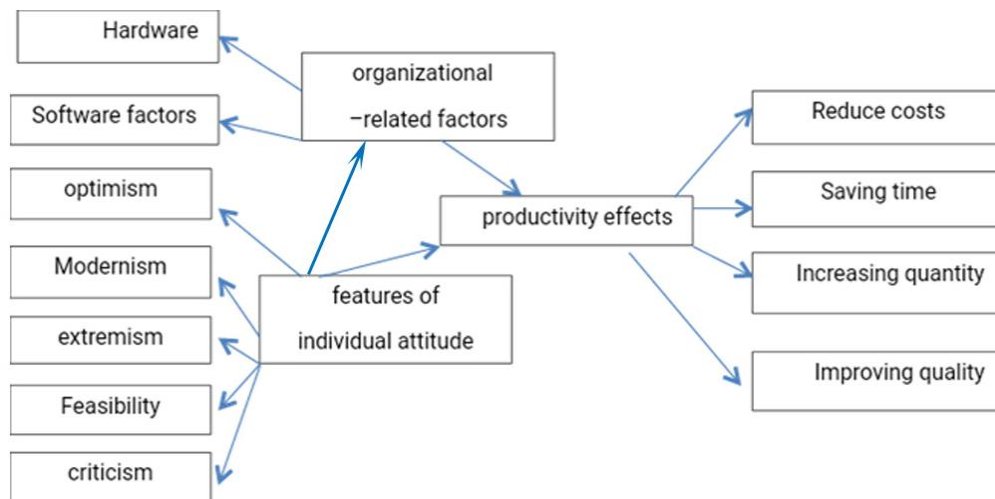 Hardware
Software factors
optimism
Modernism
extremism
Feasibility
criticism
organizational
–related factors
features of
individual attitude
productivity effects
Reduce costs
Saving time
Increasing quantity
Improving quality